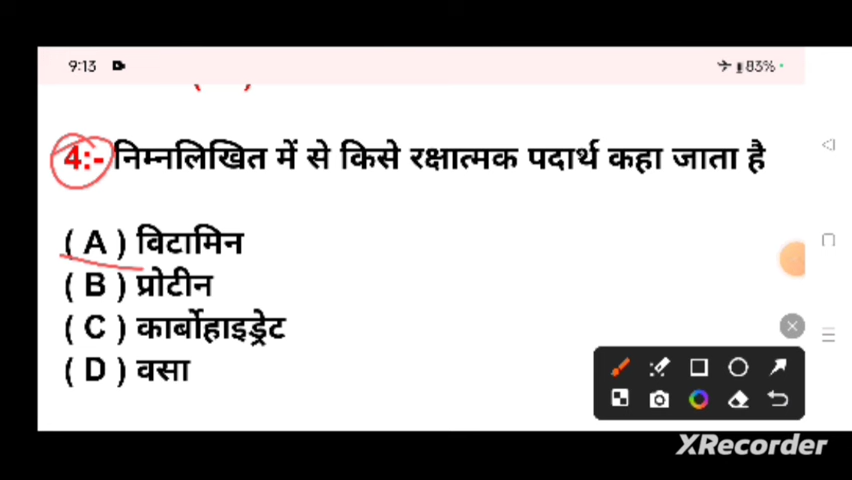 9:13
83%
4:- निम्नलिखित में से किसे रक्षात्मक पदार्थ कहा जाता है
( A ) विटामिन
( B ) प्रोटीन
( C ) कार्बोहाइड्रेट
( D ) वसा
XRecorder